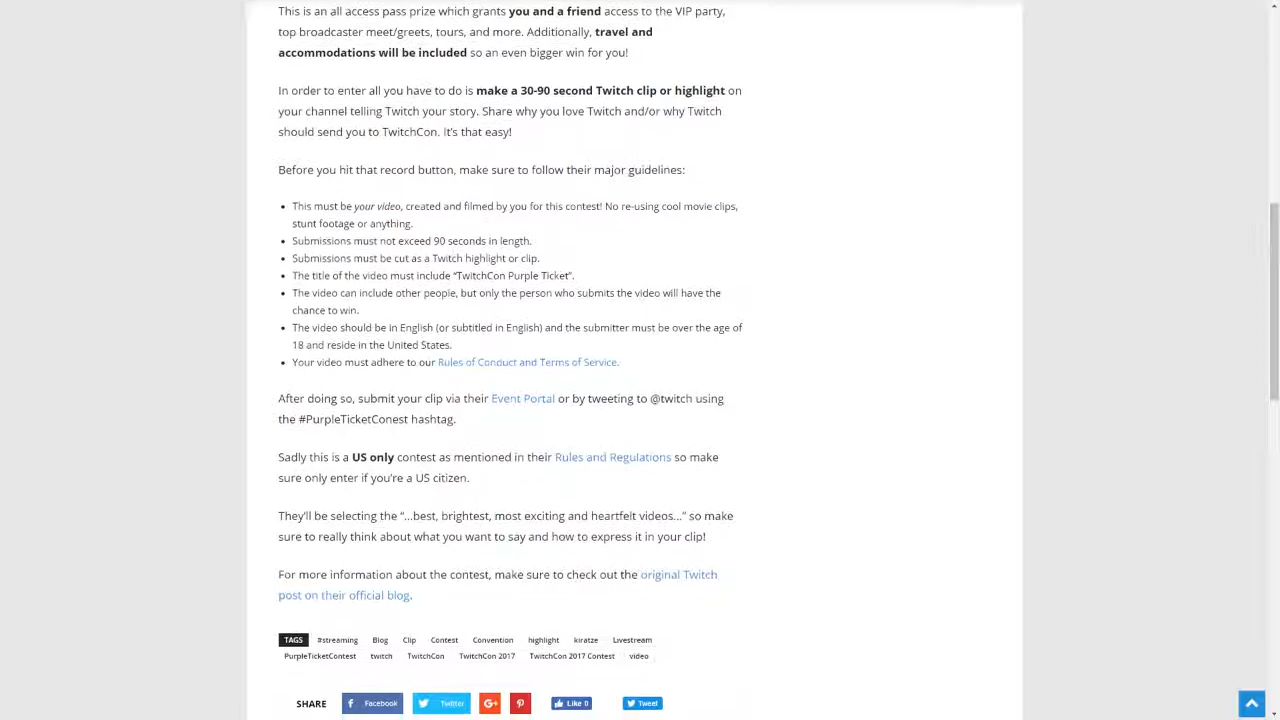 This is an all access pass prize which grants you and a friend access to the VIP party,
top broadcaster meet/greets, tours, and more. Additionally, travel and
accommodations will be included so an even bigger win for you!
In order to enter all you have to do is make a 30-90 second Twitch clip or highlight on
your channel telling Twitch your story. Share why you love Twitch and/or why Twitch
should send you to TwitchCon. It's that easy!
Before you hit that record button, make sure to follow their major guidelines:
• This must be your video, created and filmed by you for this contest! No re-using cool movie clips,
stunt footage or anything.
• Submissions must not exceed 90 seconds in length.
• Submissions must be cut as a Twitch highlight or clip.
• The title of the video must include “TwitchCon Purple Ticket”.
• The video can include other people, but only the person who submits the video will have the
chance to win.
• The video should be in English (or subtitled in English) and the submitter must be over the age of
18 and reside in the United States.
• Your video must adhere to our Rules of Conduct and Terms of Service.
After doing so, submit your clip via their Event Portal or by tweeting to @twitch using
the #PurpleTicketConest hashtag.
Sadly this is a US only contest as mentioned in their Rules and Regulations so make
sure only enter if you're a US citizen.
They'll be selecting the “...best, brightest, most exciting and heartfelt videos...” so make
sure to really think about what you want to say and how to express it in your clip!
For more information about the contest, make sure to check out the original Twitch
post on their official blog.
TAGS #streaming Blog Clip Contest Convention highlight kiratze Livestream
PurpleTicketContest twitch TwitchCon TwitchCon 2017 TwitchCon 2017 Contest video
SHARE Facebook Twitter G+ Like 0 Tweet